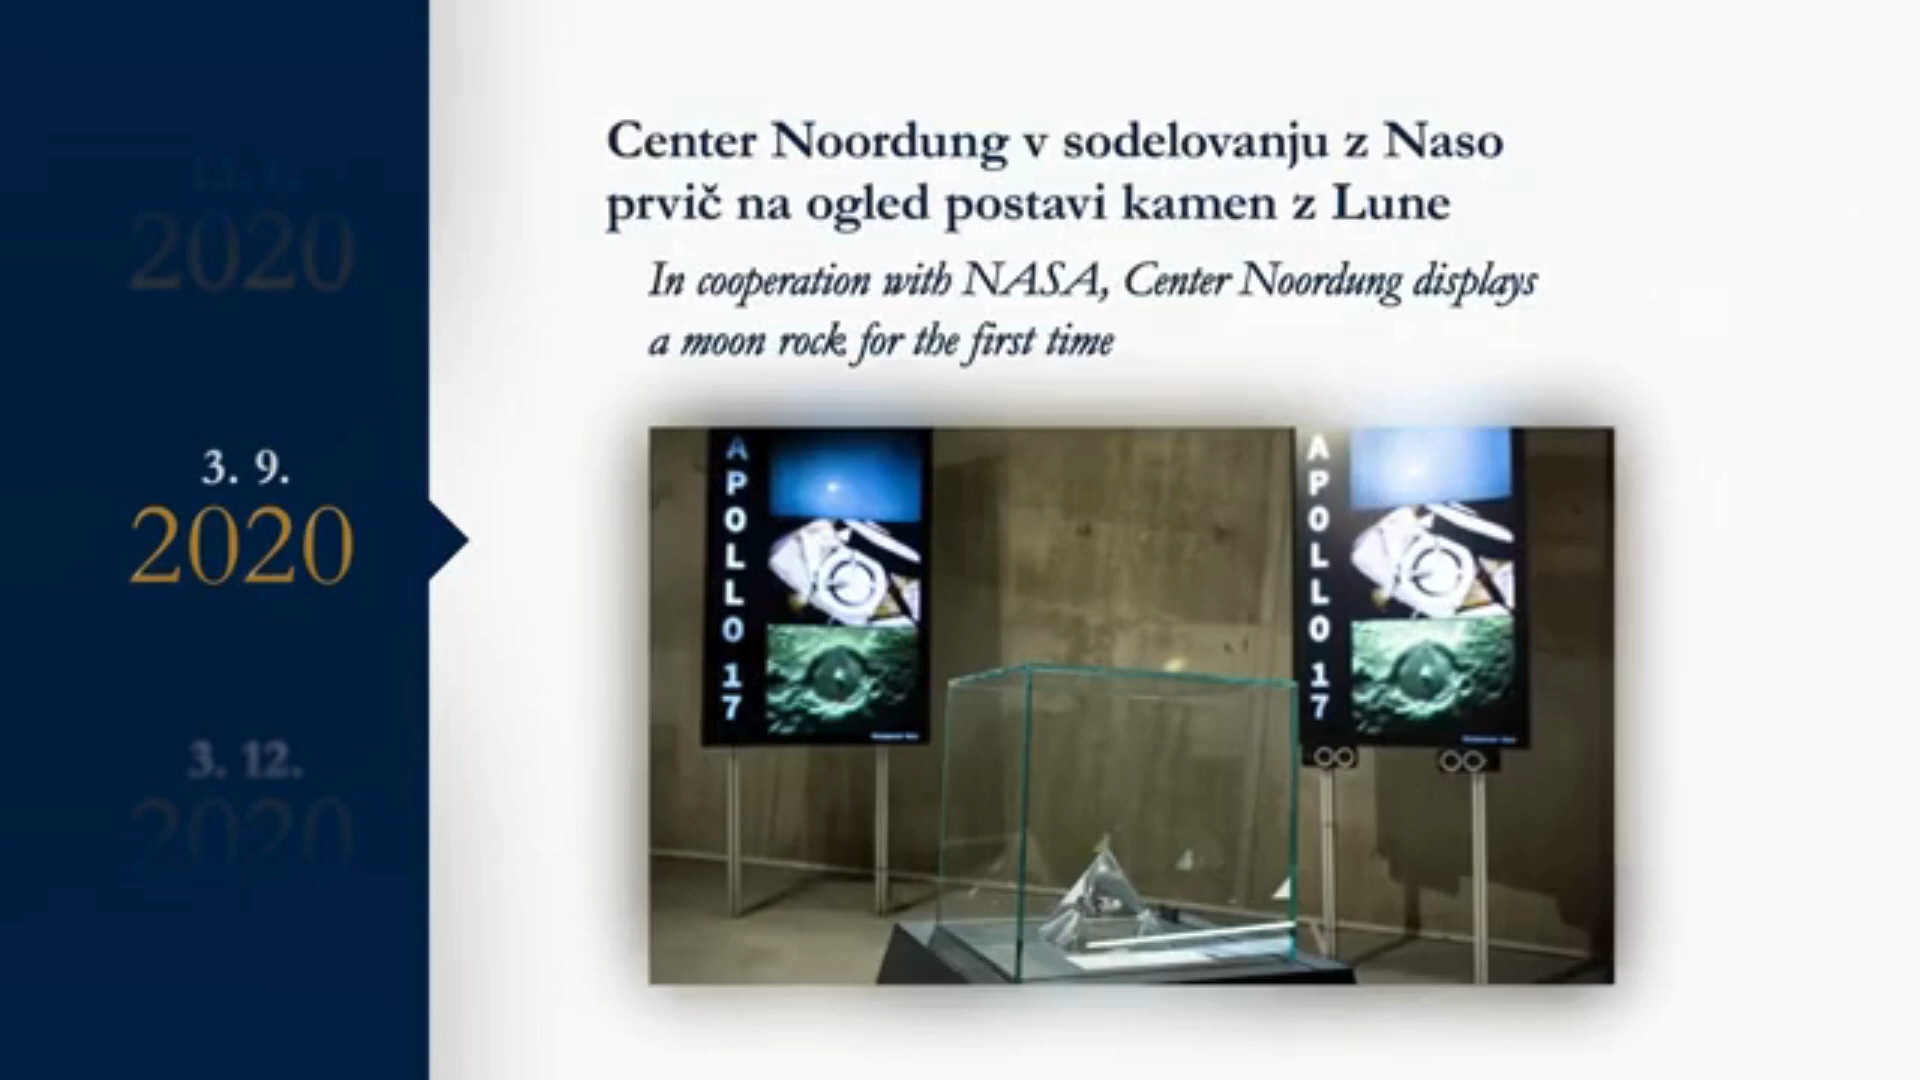 2020
3. 9.
2020
3. 12.
2020
Center Noordung v sodelovanju z Naso
prvič na ogled postavi kamen z Lune
In cooperation with NASA, Center Noordung displays
a moon rock for the first time
APOLLO 17
APOLLO 17